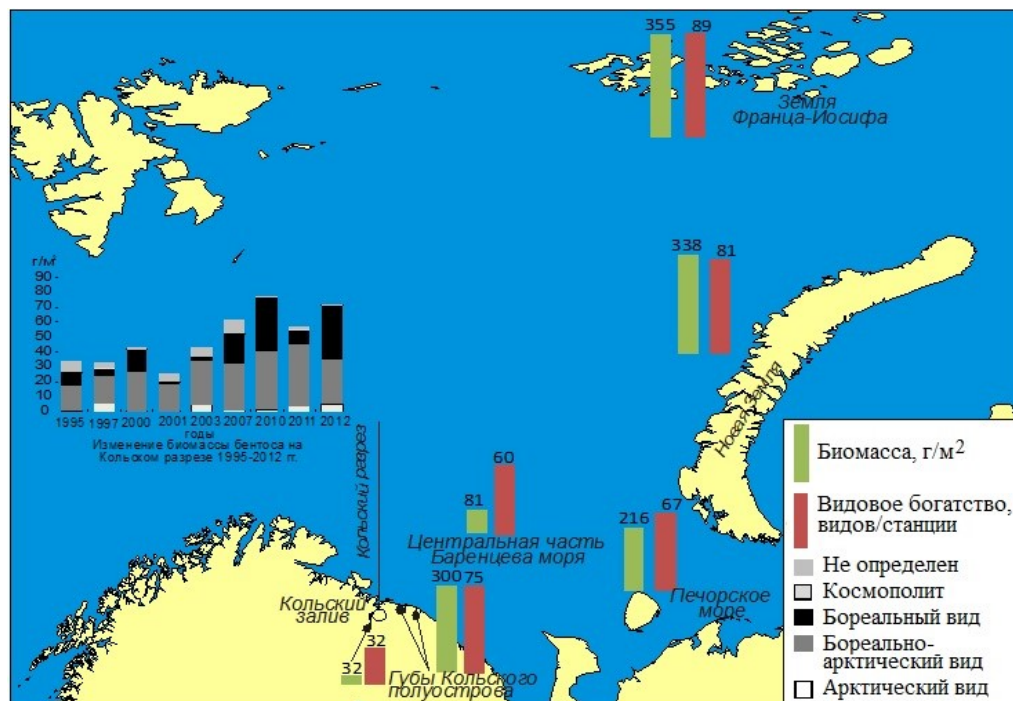 355 89
Земля
Франца-Иосифа
338 81
Новая Земля
г/м²
90
80
70
60
50
40
30
20
10
0
1995 1997 2000 2001 2003 2007 2010 2011 2012
годы
Изменение биомассы бентоса на
Кольском разрезе 1995-2012 гг.
Кольский разрез
81 60
Центральная часть
Баренцева моря
216 67
Печорское
море
300 75
Кольский
залив
32 32
Губы Кольского
полуострова
Биомасса, г/м²
Видовое богатство,
видов/станции
Не определен
Космополит
Бореальный вид
Бореально-
арктический вид
Арктический вид